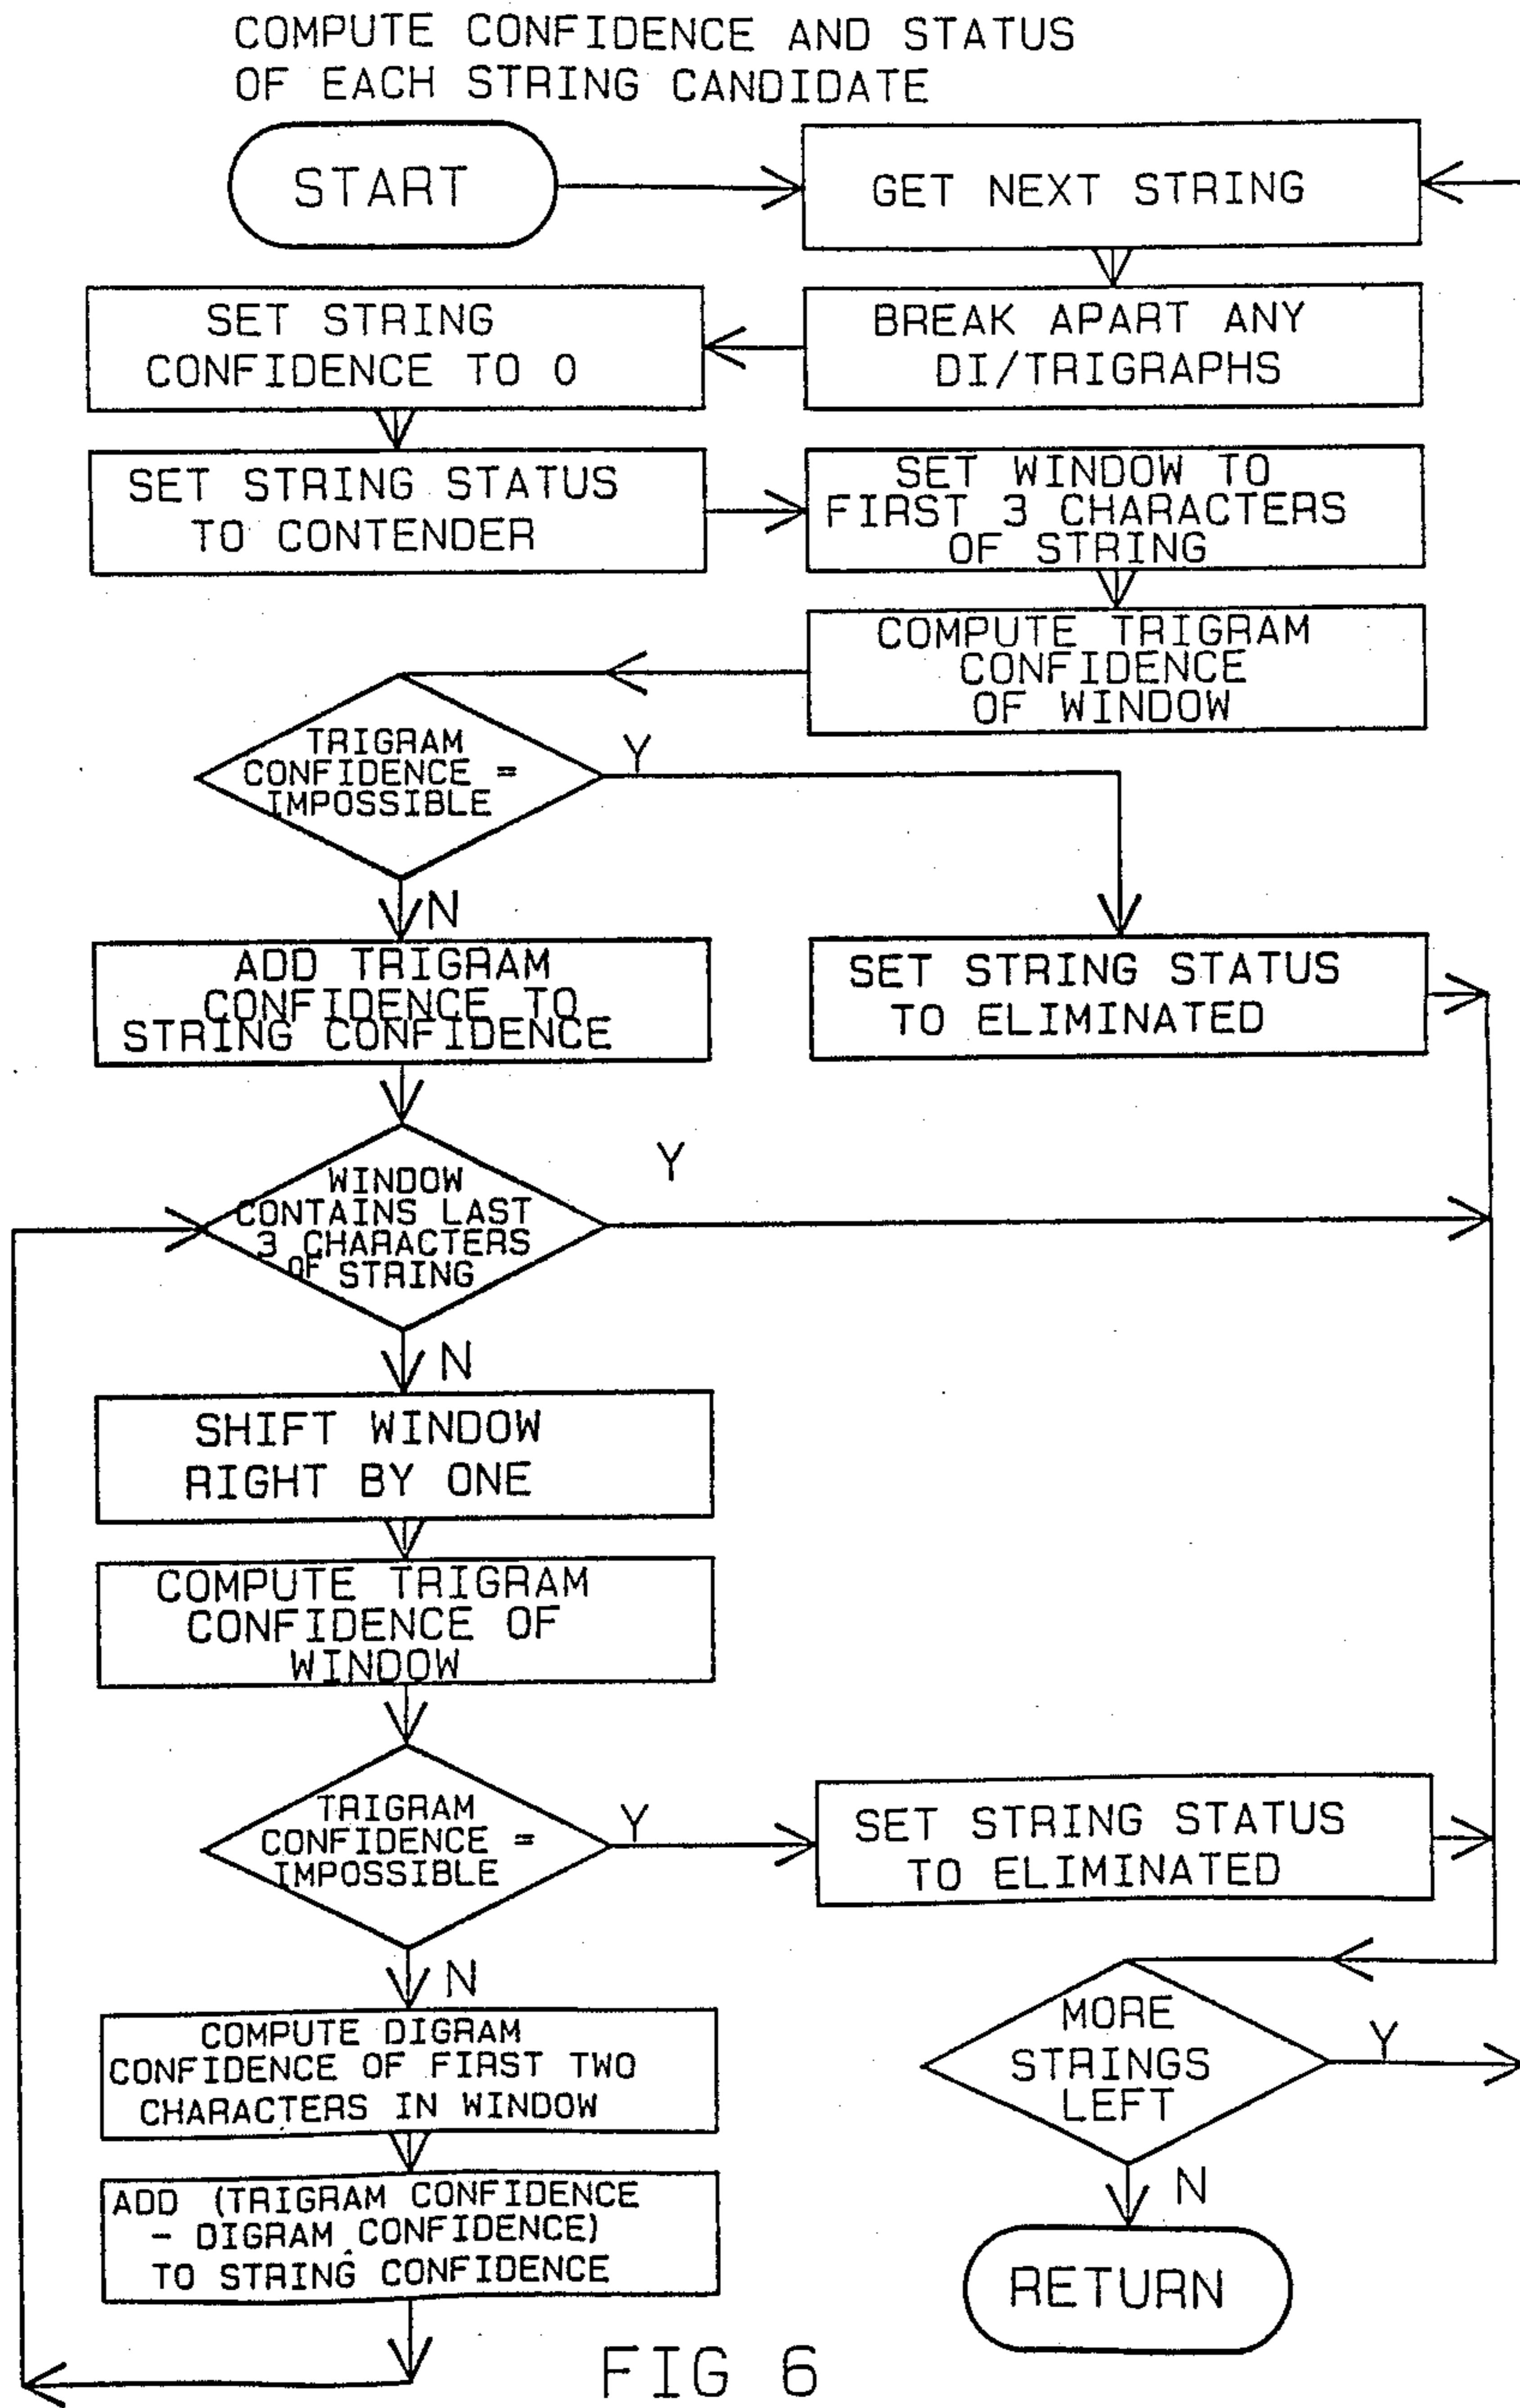 COMPUTE CONFIDENCE AND STATUS
OF EACH STRING CANDIDATE
START
GET NEXT STRING
BREAK APART ANY
DI/TRIGRAPHS
SET STRING
CONFIDENCE TO 0
SET STRING STATUS
TO CONTENDER
SET WINDOW TO
FIRST 3 CHARACTERS
OF STRING
COMPUTE TRIGRAM
CONFIDENCE
OF WINDOW
TRIGRAM
CONFIDENCE =
IMPOSSIBLE
Y
N
SET STRING STATUS
TO ELIMINATED
ADD TRIGRAM
CONFIDENCE TO
STRING CONFIDENCE
WINDOW
CONTAINS LAST
3 CHARACTERS
OF STRING
Y
N
SHIFT WINDOW
RIGHT BY ONE
COMPUTE TRIGRAM
CONFIDENCE OF
WINDOW
TRIGRAM
CONFIDENCE =
IMPOSSIBLE
Y
SET STRING STATUS
TO ELIMINATED
N
COMPUTE DIGRAM
CONFIDENCE OF FIRST TWO
CHARACTERS IN WINDOW
ADD (TRIGRAM CONFIDENCE
- DIGRAM CONFIDENCE)
TO STRING CONFIDENCE
MORE
STRINGS
LEFT
Y
N
RETURN
FIG 6